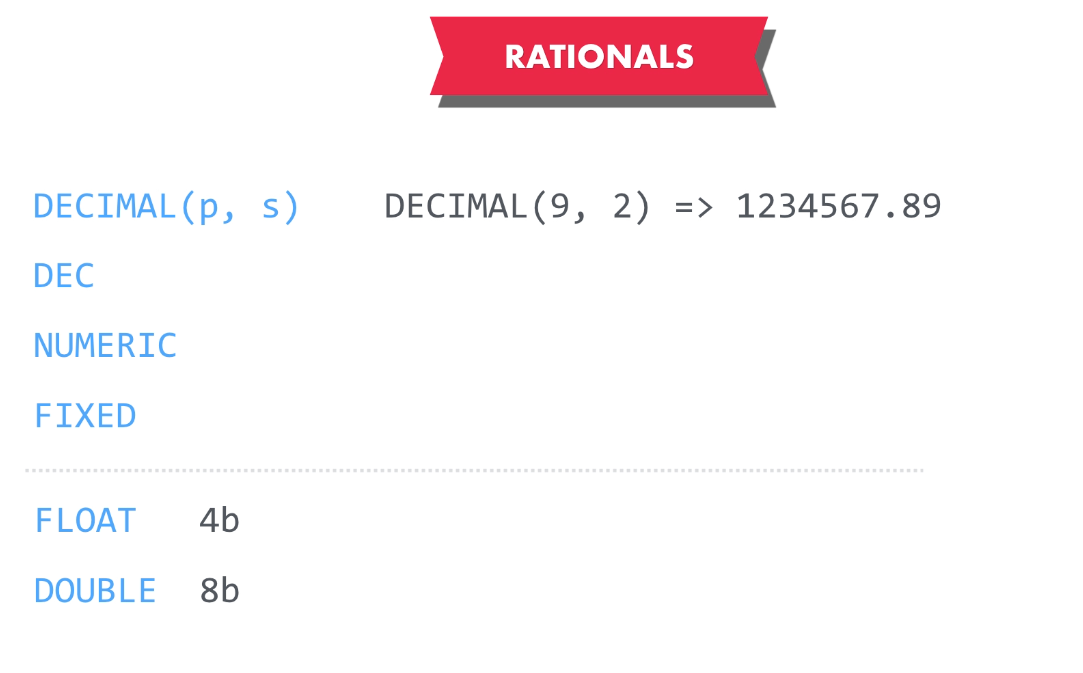 RATIONALS
DECIMAL(p, s) DECIMAL(9, 2) => 1234567.89
DEC
NUMERIC
FIXED
FLOAT 4b
DOUBLE 8b